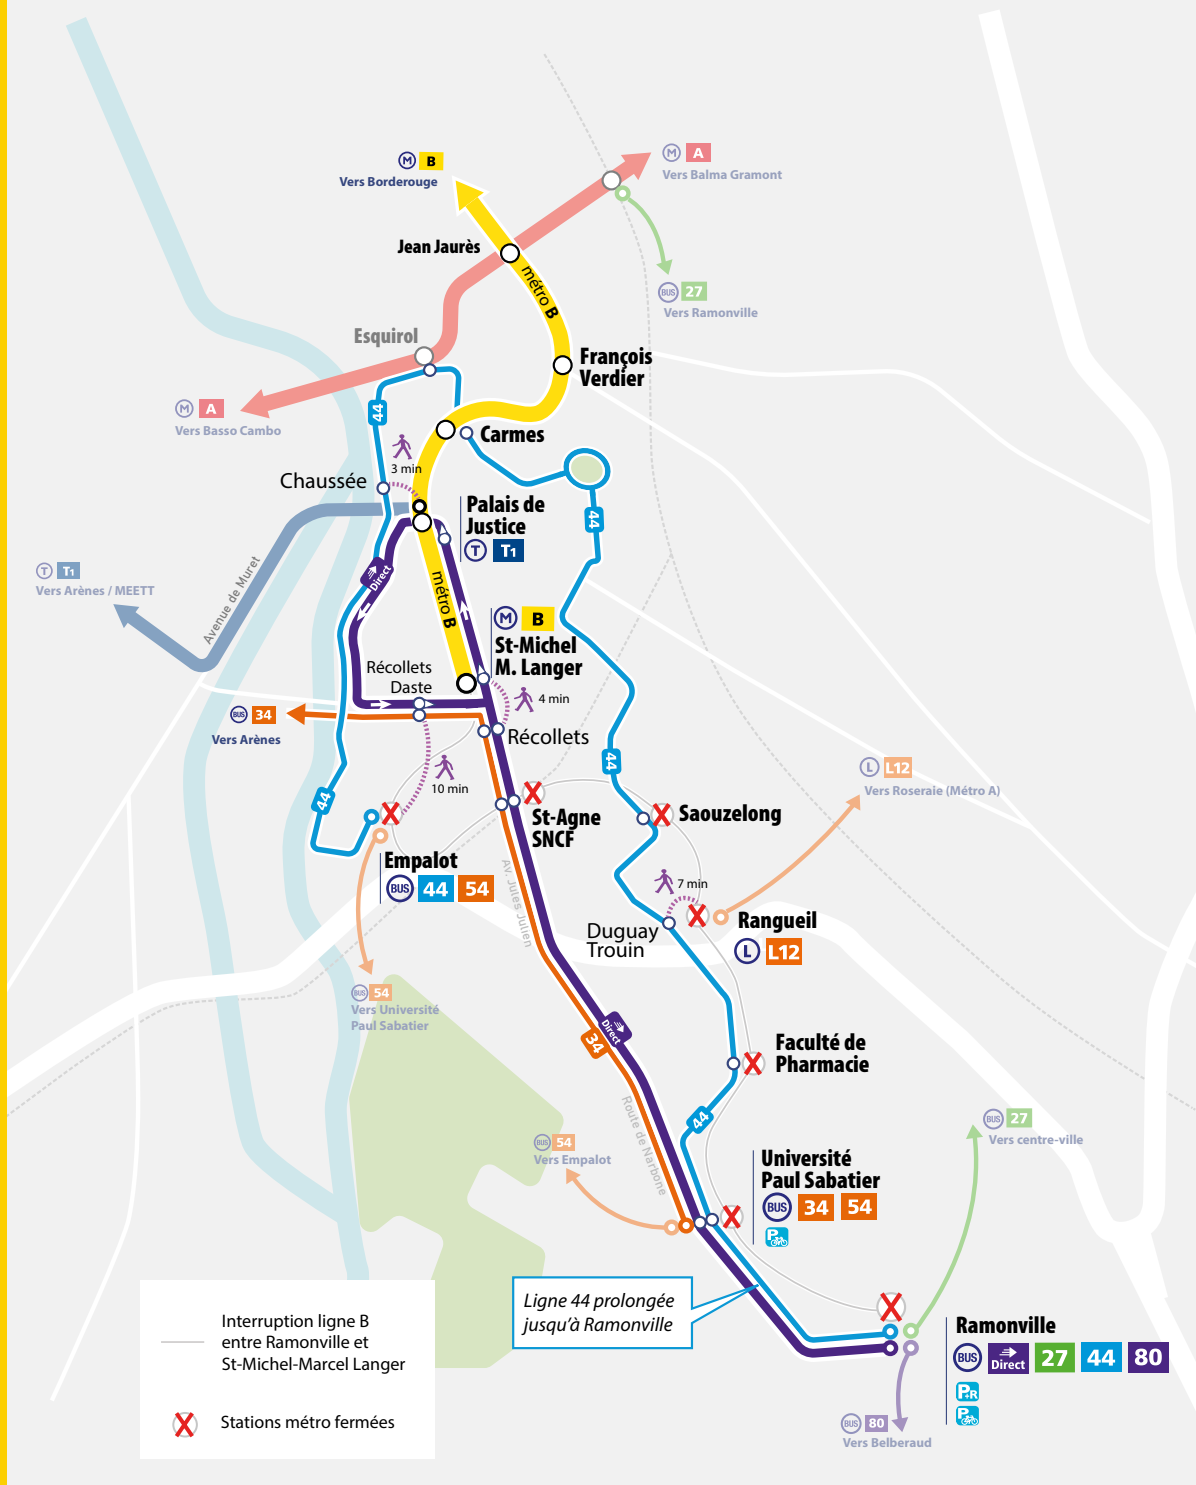 M B
Vers Borderouge
M A
Vers Balma Gramont
Jean Jaurès
métro B
BUS 27
Vers Ramonville
Esquirol
François
Verdier
M A
Vers Basso Cambo
44
Carmes
3 min
Chaussée
Palais de
Justice
T T1
44
T T1
Vers Arènes / MEETT
Avenue de Muret
Direct
métro B
M B
St-Michel
M. Langer
Récollets
Daste
4 min
BUS 34
Vers Arènes
Récollets
44
10 min
L L12
Vers Roseraie (Métro A)
44
St-Agne
SNCF
Saouzelong
Empalot
BUS 44 54
Av. Jules Julien
7 min
Duguay
Trouin
Rangueil
L L12
BUS 54
Vers Université
Paul Sabatier
Direct
34
Faculté de
Pharmacie
Route de Narbonne
44
BUS 54
Vers Empalot
BUS 27
Vers centre-ville
Université
Paul Sabatier
BUS 34 54
P
Ligne 44 prolongée
jusqu'à Ramonville
Interruption ligne B
entre Ramonville et
St-Michel-Marcel Langer
Stations métro fermées
Ramonville
BUS Direct 27 44 80
P+R
P
BUS 80
Vers Belberaud